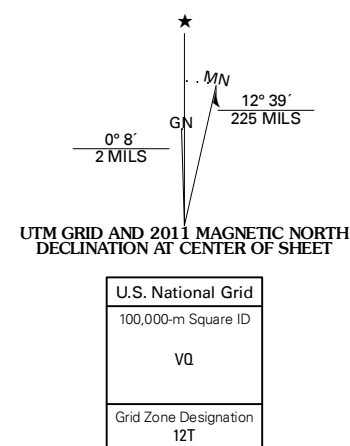 ★
MN
12° 39´
225 MILS
GN
0° 8´
2 MILS
UTM GRID AND 2011 MAGNETIC NORTH
DECLINATION AT CENTER OF SHEET
U.S. National Grid
100,000-m Square ID
VQ
Grid Zone Designation
12T